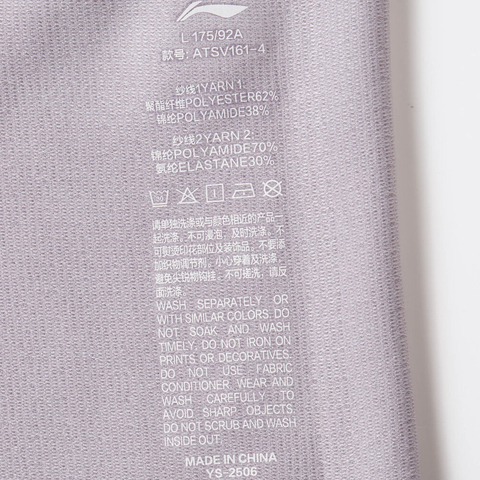 L 175/92A
款号: ATSV161-4
纱线1YARN 1:
聚酯纤维POLYESTER62%
锦纶POLYAMIDE38%
纱线2YARN 2:
锦纶POLYAMIDE70%
氨纶ELASTANE30%
请单独洗涤或与颜色相近的产品一
起洗涤，不可浸泡，及时洗涤。不
可熨烫印花部位及装饰品，不要添
加织物调节剂。小心穿着及洗涤，
避免尖锐物钩挂，不可搓洗，请反
面洗涤。
WASH SEPARATELY OR
WITH SIMILAR COLORS. DO
NOT SOAK AND WASH
TIMELY. DO NOT IRON ON
PRINTS OR DECORATIVES.
DO NOT USE FABRIC
CONDITIONER. WEAR AND
WASH CAREFULLY TO
AVOID SHARP OBJECTS.
DO NOT SCRUB AND WASH
INSIDE OUT.
MADE IN CHINA
YS-2506